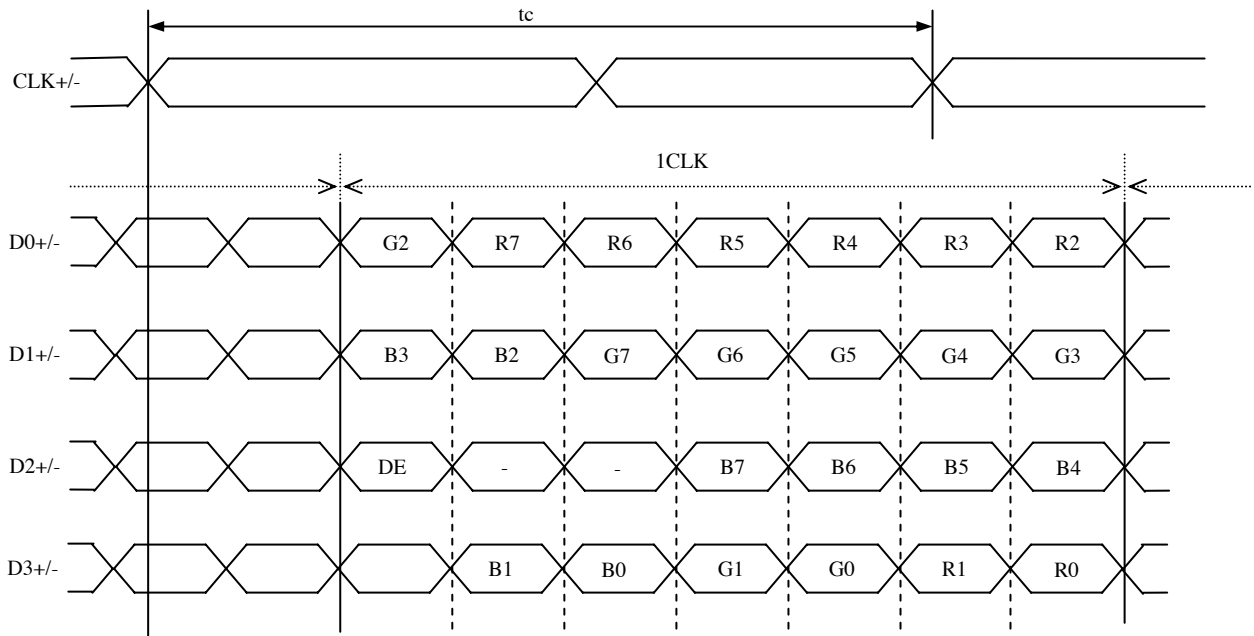 tc
CLK+/-
1CLK
D0+/- G2 R7 R6 R5 R4 R3 R2
D1+/- B3 B2 G7 G6 G5 G4 G3
D2+/- DE - - B7 B6 B5 B4
D3+/- B1 B0 G1 G0 R1 R0